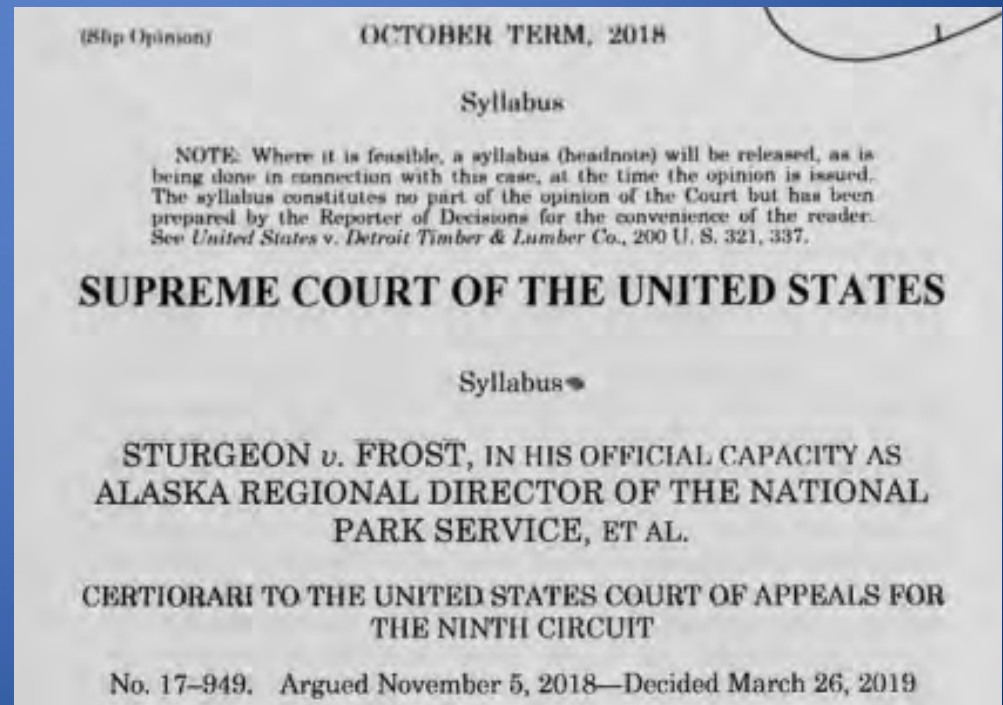 (Slip Opinion) OCTOBER TERM, 2018 1
Syllabus
NOTE: Where it is feasible, a syllabus (headnote) will be released, as is
being done in connection with this case, at the time the opinion is issued.
The syllabus constitutes no part of the opinion of the Court but has been
prepared by the Reporter of Decisions for the convenience of the reader.
See United States v. Detroit Timber & Lumber Co., 200 U. S. 321, 337.
SUPREME COURT OF THE UNITED STATES
Syllabus
STURGEON v. FROST, IN HIS OFFICIAL CAPACITY AS
ALASKA REGIONAL DIRECTOR OF THE NATIONAL
PARK SERVICE, ET AL.
CERTIORARI TO THE UNITED STATES COURT OF APPEALS FOR
THE NINTH CIRCUIT
No. 17–949. Argued November 5, 2018—Decided March 26, 2019